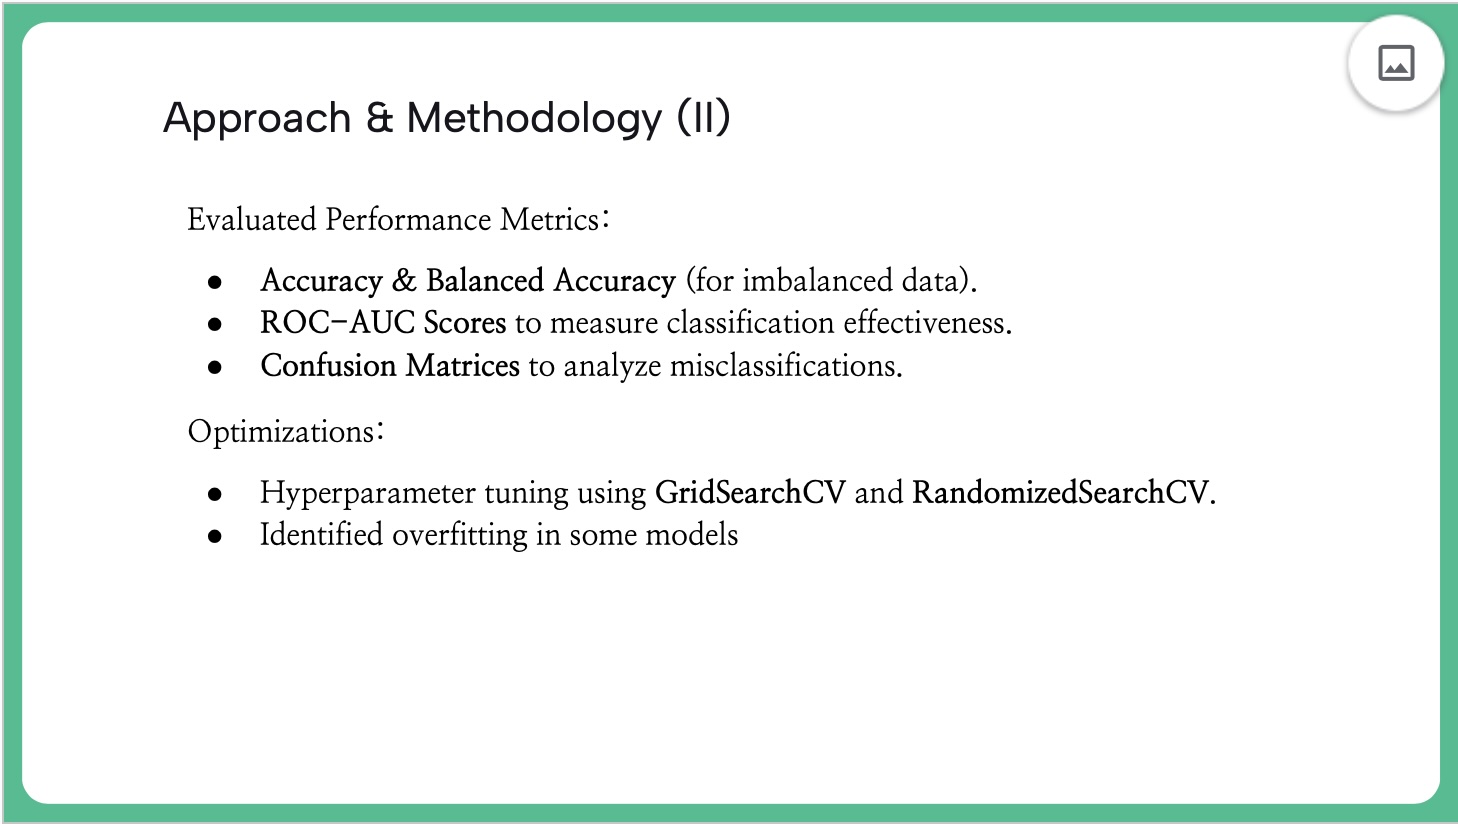 Approach & Methodology (II)
Evaluated Performance Metrics:
● Accuracy & Balanced Accuracy (for imbalanced data).
● ROC-AUC Scores to measure classification effectiveness.
● Confusion Matrices to analyze misclassifications.
Optimizations:
● Hyperparameter tuning using GridSearchCV and RandomizedSearchCV.
● Identified overfitting in some models